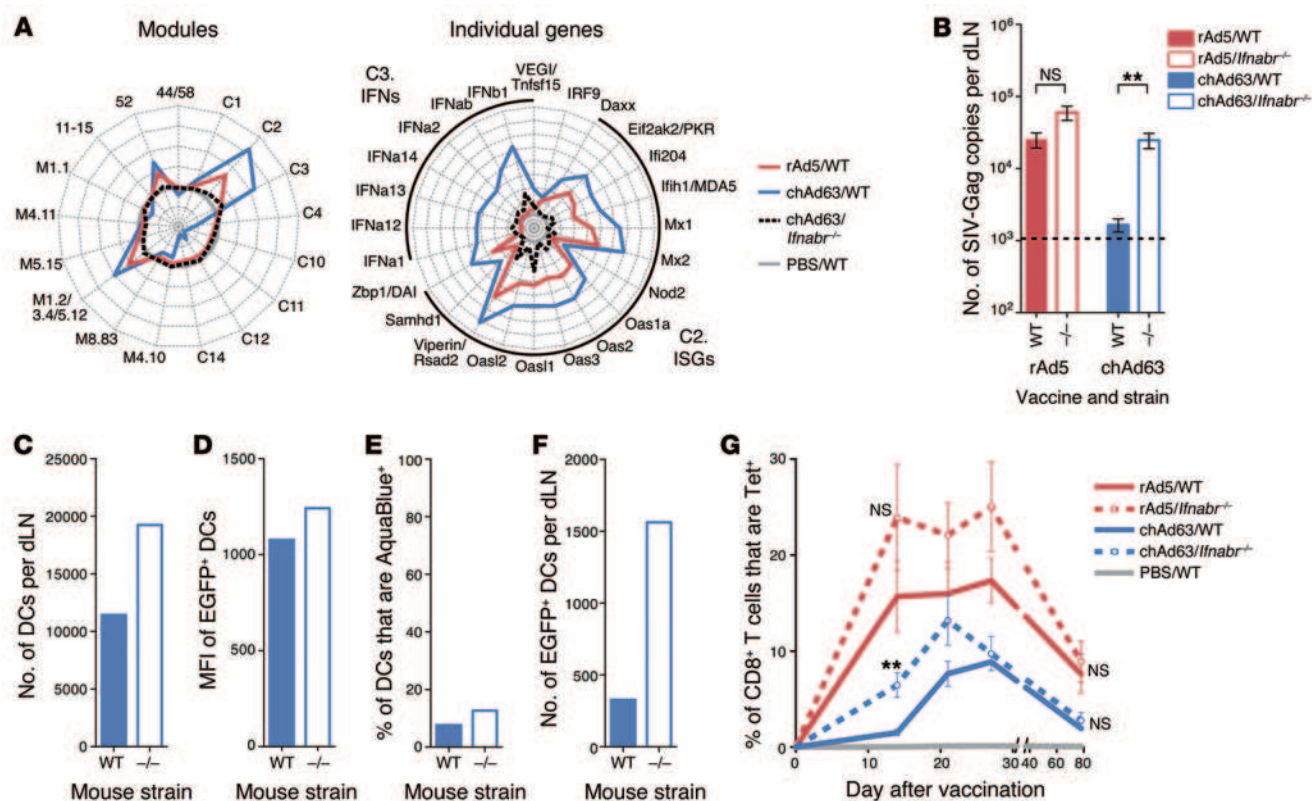 A
Modules
44/58
C1
C2
C3
C4
C10
C11
C12
C14
M4.10
M8.83
M1.2/
3.4/5.12
M5.15
M4.11
M1.1
11-15
52
Individual genes
C3.
IFNs
VEGI/
Tnfsf15
IRF9
Daxx
Eif2ak2/PKR
Ifi204
Ifih1/MDA5
Mx1
Mx2
Nod2
Oas1a
Oas2
Oas3
Oasl1
Oasl2
Viperin/
Rsad2
Samhd1
Zbp1/DAI
IFNa1
IFNa12
IFNa13
IFNa14
IFNa2
IFNab
IFNb1
C2.
ISGs
rAd5/WT
chAd63/WT
chAd63/
Ifnabr–/–
PBS/WT
B
No. of SIV-Gag copies per dLN
10⁶
10⁵
10⁴
10³
10²
NS
**
WT
–/–
WT
–/–
rAd5
chAd63
Vaccine and strain
rAd5/WT
rAd5/Ifnabr–/–
chAd63/WT
chAd63/Ifnabr–/–
C
No. of DCs per dLN
25000
20000
15000
10000
5000
0
WT
–/–
Mouse strain
D
MFI of EGFP⁺ DCs
1500
1000
500
0
WT
–/–
Mouse strain
E
% of DCs that are AquaBlue⁺
100
80
60
40
20
0
WT
–/–
Mouse strain
F
No. of EGFP⁺ DCs per dLN
2000
1500
1000
500
0
WT
–/–
Mouse strain
G
% of CD8⁺ T cells that are Tet⁺
30
20
10
0
NS
**
NS
NS
0
10
20
30
40
60
80
Day after vaccination
rAd5/WT
rAd5/Ifnabr–/–
chAd63/WT
chAd63/Ifnabr–/–
PBS/WT